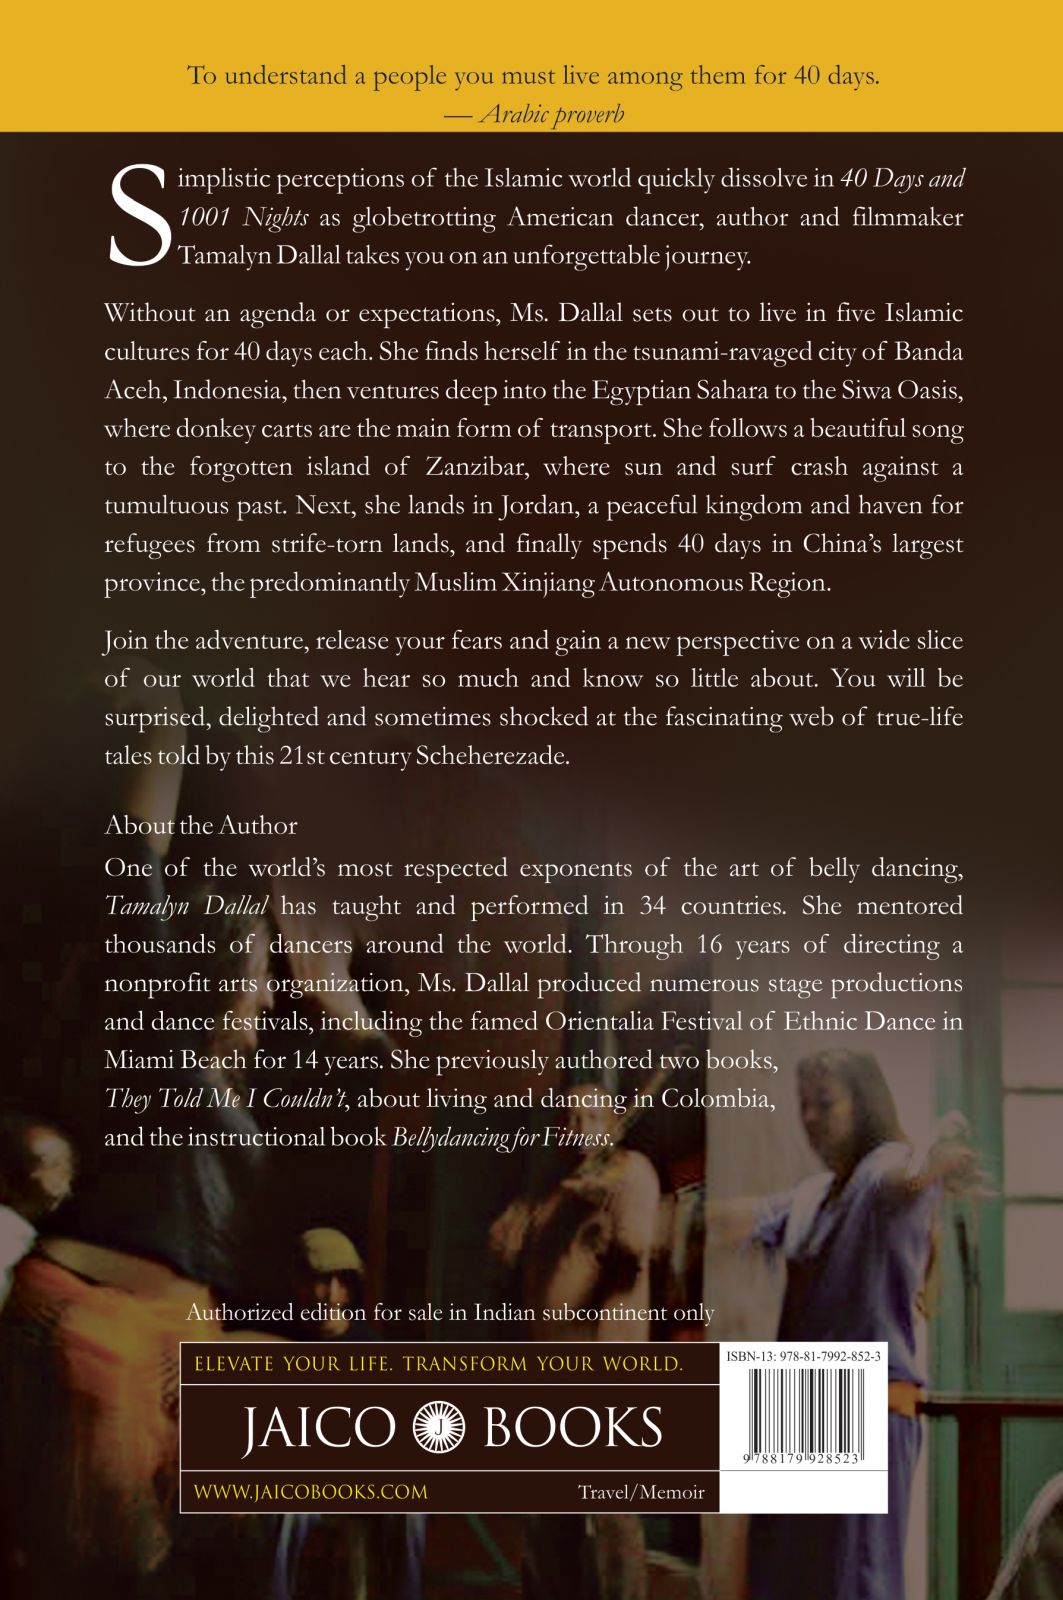 To understand a people you must live among them for 40 days.
— Arabic proverb
Simplistic perceptions of the Islamic world quickly dissolve in 40 Days and
1001 Nights as globetrotting American dancer, author and filmmaker
Tamalyn Dallal takes you on an unforgettable journey.
Without an agenda or expectations, Ms. Dallal sets out to live in five Islamic
cultures for 40 days each. She finds herself in the tsunami-ravaged city of Banda
Aceh, Indonesia, then ventures deep into the Egyptian Sahara to the Siwa Oasis,
where donkey carts are the main form of transport. She follows a beautiful song
to the forgotten island of Zanzibar, where sun and surf crash against a
tumultuous past. Next, she lands in Jordan, a peaceful kingdom and haven for
refugees from strife-torn lands, and finally spends 40 days in China's largest
province, the predominantly Muslim Xinjiang Autonomous Region.
Join the adventure, release your fears and gain a new perspective on a wide slice
of our world that we hear so much and know so little about. You will be
surprised, delighted and sometimes shocked at the fascinating web of true-life
tales told by this 21st century Scheherezade.
About the Author
One of the world's most respected exponents of the art of belly dancing,
Tamalyn Dallal has taught and performed in 34 countries. She mentored
thousands of dancers around the world. Through 16 years of directing a
nonprofit arts organization, Ms. Dallal produced numerous stage productions
and dance festivals, including the famed Orientalia Festival of Ethnic Dance in
Miami Beach for 14 years. She previously authored two books,
They Told Me I Couldn't, about living and dancing in Colombia,
and the instructional book Bellydancing for Fitness.
Authorized edition for sale in Indian subcontinent only
ELEVATE YOUR LIFE. TRANSFORM YOUR WORLD.
ISBN-13: 978-81-7992-852-3
JAICO J BOOKS
9 788179 928523
WWW.JAICOBOOKS.COM
Travel/Memoir